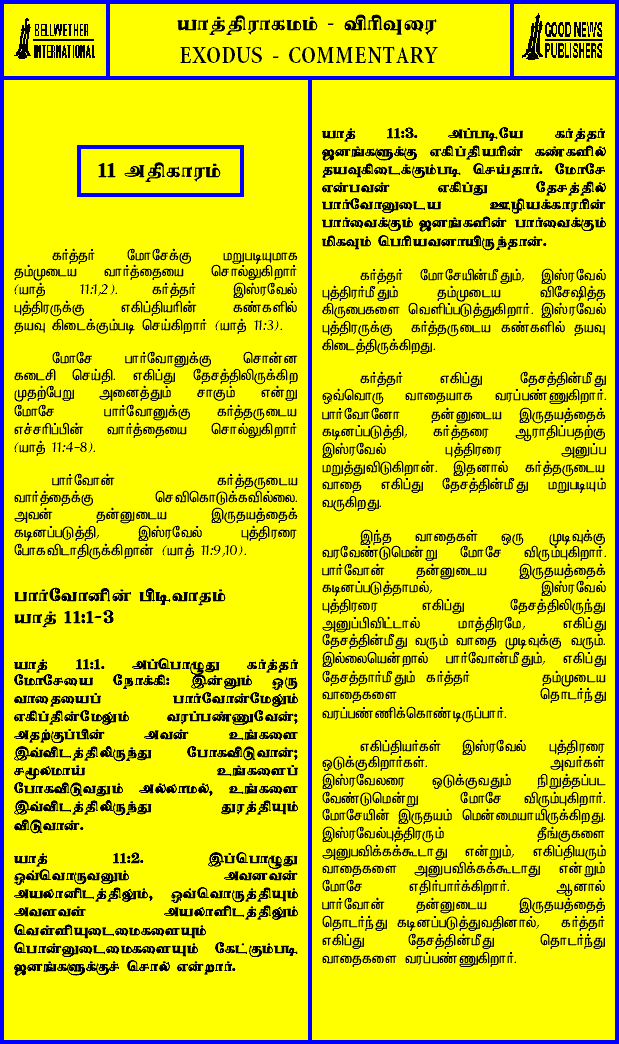 BELLWETHER
INTERNATIONAL
யாத்திராகமம் - விரிவுரை
EXODUS - COMMENTARY
GOOD NEWS
PUBLISHERS
11 அதிகாரம்
கர்த்தர் மோசேக்கு மறுபடியுமாக
தம்முடைய வார்த்தையை சொல்லுகிறார்
(யாத் 11:1,2). கர்த்தர் இஸ்ரவேல்
புத்திரருக்கு எகிப்தியரின் கண்களில்
தயவு கிடைக்கும்படி செய்கிறார் (யாத் 11:3).
மோசே பார்வோனுக்கு சொன்ன
கடைசி செய்தி. எகிப்து தேசத்திலிருக்கிற
முதற்பேறு அனைத்தும் சாகும் என்று
மோசே பார்வோனுக்கு கர்த்தருடைய
எச்சரிப்பின் வார்த்தையை சொல்லுகிறார்
(யாத் 11:4-8).
பார்வோன் கர்த்தருடைய
வார்த்தைக்கு செவிகொடுக்கவில்லை.
அவன் தன்னுடைய இருதயத்தைக்
கடினப்படுத்தி, இஸ்ரவேல் புத்திரரை
போகவிடாதிருக்கிறான் (யாத் 11:9,10).
பார்வோனின் பிடிவாதம்
யாத் 11:1-3
யாத் 11:1. அப்பொழுது கர்த்தர்
மோசேயை நோக்கி: இன்னும் ஒரு
வாதையைப் பார்வோன்மேலும்
எகிப்தின்மேலும் வரப்பண்ணுவேன்;
அதற்குப்பின் அவன் உங்களை
இவ்விடத்திலிருந்து போகவிடுவான்;
சமூலமாய் உங்களைப்
போகவிடுவதும் அல்லாமல், உங்களை
இவ்விடத்திலிருந்து துரத்தியும்
விடுவான்.
யாத் 11:2. இப்பொழுது
ஒவ்வொருவனும் அவனவன்
அயலானிடத்திலும், ஒவ்வொருத்தியும்
அவளவள் அயலாளிடத்திலும்
வெள்ளியுடைமைகளையும்
பொன்னுடைமைகளையும் கேட்கும்படி
ஜனங்களுக்குச் சொல் என்றார்.
யாத் 11:3. அப்படியே கர்த்தர்
ஜனங்களுக்கு எகிப்தியரின் கண்களில்
தயவுகிடைக்கும்படி செய்தார். மோசே
என்பவன் எகிப்து தேசத்தில்
பார்வோனுடைய ஊழியக்காரரின்
பார்வைக்கும் ஜனங்களின் பார்வைக்கும்
மிகவும் பெரியவனாயிருந்தான்.
கர்த்தர் மோசேயின்மீதும், இஸ்ரவேல்
புத்திரர்மீதும் தம்முடைய விசேஷித்த
கிருபைகளை வெளிப்படுத்துகிறார். இஸ்ரவேல்
புத்திரருக்கு கர்த்தருடைய கண்களில் தயவு
கிடைத்திருக்கிறது.
கர்த்தர் எகிப்து தேசத்தின்மீது
ஒவ்வொரு வாதையாக வரப்பண்ணுகிறார்.
பார்வோனோ தன்னுடைய இருதயத்தைக்
கடினப்படுத்தி, கர்த்தரை ஆராதிப்பதற்கு
இஸ்ரவேல் புத்திரரை அனுப்ப
மறுத்துவிடுகிறான். இதனால் கர்த்தருடைய
வாதை எகிப்து தேசத்தின்மீது மறுபடியும்
வருகிறது.
இந்த வாதைகள் ஒரு முடிவுக்கு
வரவேண்டுமென்று மோசே விரும்புகிறார்.
பார்வோன் தன்னுடைய இருதயத்தைக்
கடினப்படுத்தாமல், இஸ்ரவேல்
புத்திரரை எகிப்து தேசத்திலிருந்து
அனுப்பிவிட்டால் மாத்திரமே, எகிப்து
தேசத்தின்மீது வரும் வாதை முடிவுக்கு வரும்.
இல்லையென்றால் பார்வோன்மீதும், எகிப்து
தேசத்தார்மீதும் கர்த்தர் தம்முடைய
வாதைகளை தொடர்ந்து
வரப்பண்ணிக்கொண்டிருப்பார்.
எகிப்தியர்கள் இஸ்ரவேல் புத்திரரை
ஒடுக்குகிறார்கள். அவர்கள்
இஸ்ரவேலரை ஒடுக்குவதும் நிறுத்தப்பட
வேண்டுமென்று மோசே விரும்புகிறார்.
மோசேயின் இருதயம் மென்மையாயிருக்கிறது.
இஸ்ரவேல்புத்திரரும் தீங்குகளை
அனுபவிக்கக்கூடாது என்றும், எகிப்தியரும்
வாதைகளை அனுபவிக்கக்கூடாது என்றும்
மோசே எதிர்பார்க்கிறார். ஆனால்
பார்வோன் தன்னுடைய இருதயத்தைத்
தொடர்ந்து கடினப்படுத்துவதினால், கர்த்தர்
எகிப்து தேசத்தின்மீது தொடர்ந்து
வாதைகளை வரப்பண்ணுகிறார்.